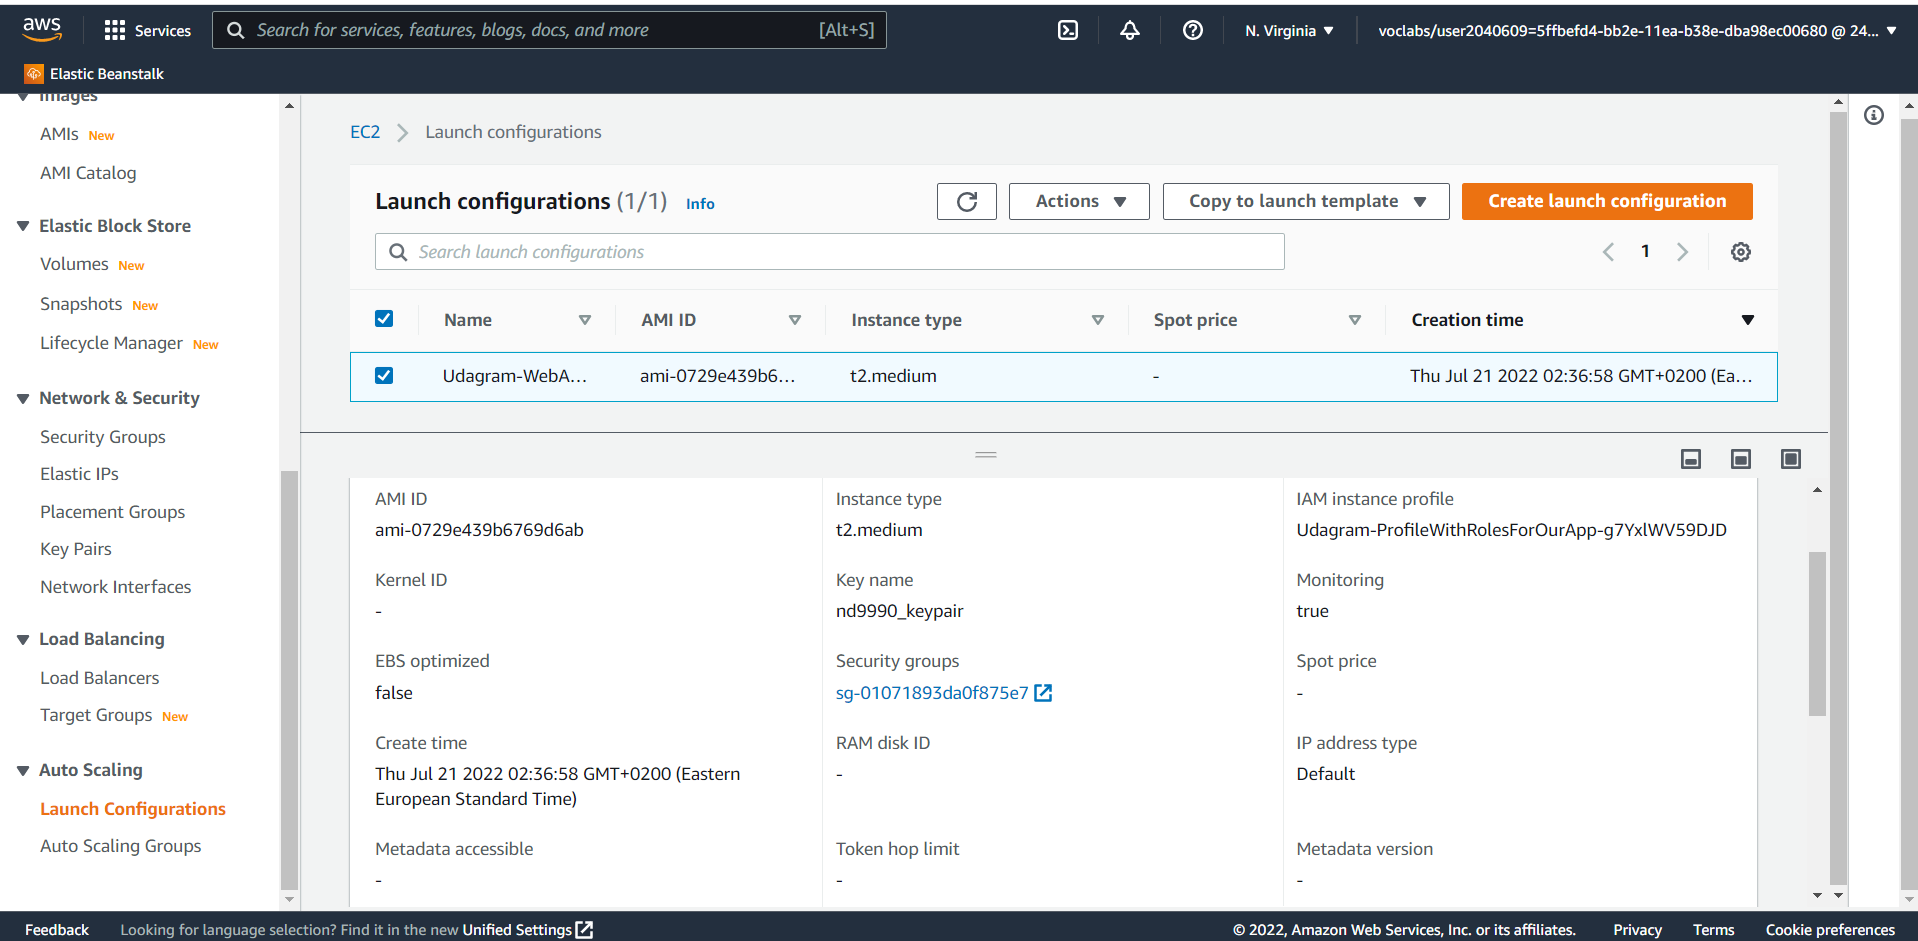 aws
Services
Search for services, features, blogs, docs, and more [Alt+S]
N. Virginia
voclabs/user2040609=5ffbefd4-bb2e-11ea-b38e-dba98ec00680 @ 24...
Elastic Beanstalk
Images
AMIs New
AMI Catalog
Elastic Block Store
Volumes New
Snapshots New
Lifecycle Manager New
Network & Security
Security Groups
Elastic IPs
Placement Groups
Key Pairs
Network Interfaces
Load Balancing
Load Balancers
Target Groups New
Auto Scaling
Launch Configurations
Auto Scaling Groups
EC2 > Launch configurations
Launch configurations (1/1) Info
Actions
Copy to launch template
Create launch configuration
Search launch configurations
1
Name AMI ID Instance type Spot price Creation time
Udagram-WebA... ami-0729e439b6... t2.medium - Thu Jul 21 2022 02:36:58 GMT+0200 (Ea...
AMI ID
ami-0729e439b6769d6ab
Instance type
t2.medium
IAM instance profile
Udagram-ProfileWithRolesForOurApp-g7YxlWV59DJD
Kernel ID
-
Key name
nd9990_keypair
Monitoring
true
EBS optimized
false
Security groups
sg-01071893da0f875e7
Spot price
-
Create time
Thu Jul 21 2022 02:36:58 GMT+0200 (Eastern
European Standard Time)
RAM disk ID
-
IP address type
Default
Metadata accessible
-
Token hop limit
-
Metadata version
-
Feedback
Looking for language selection? Find it in the new Unified Settings
© 2022, Amazon Web Services, Inc. or its affiliates.
Privacy
Terms
Cookie preferences